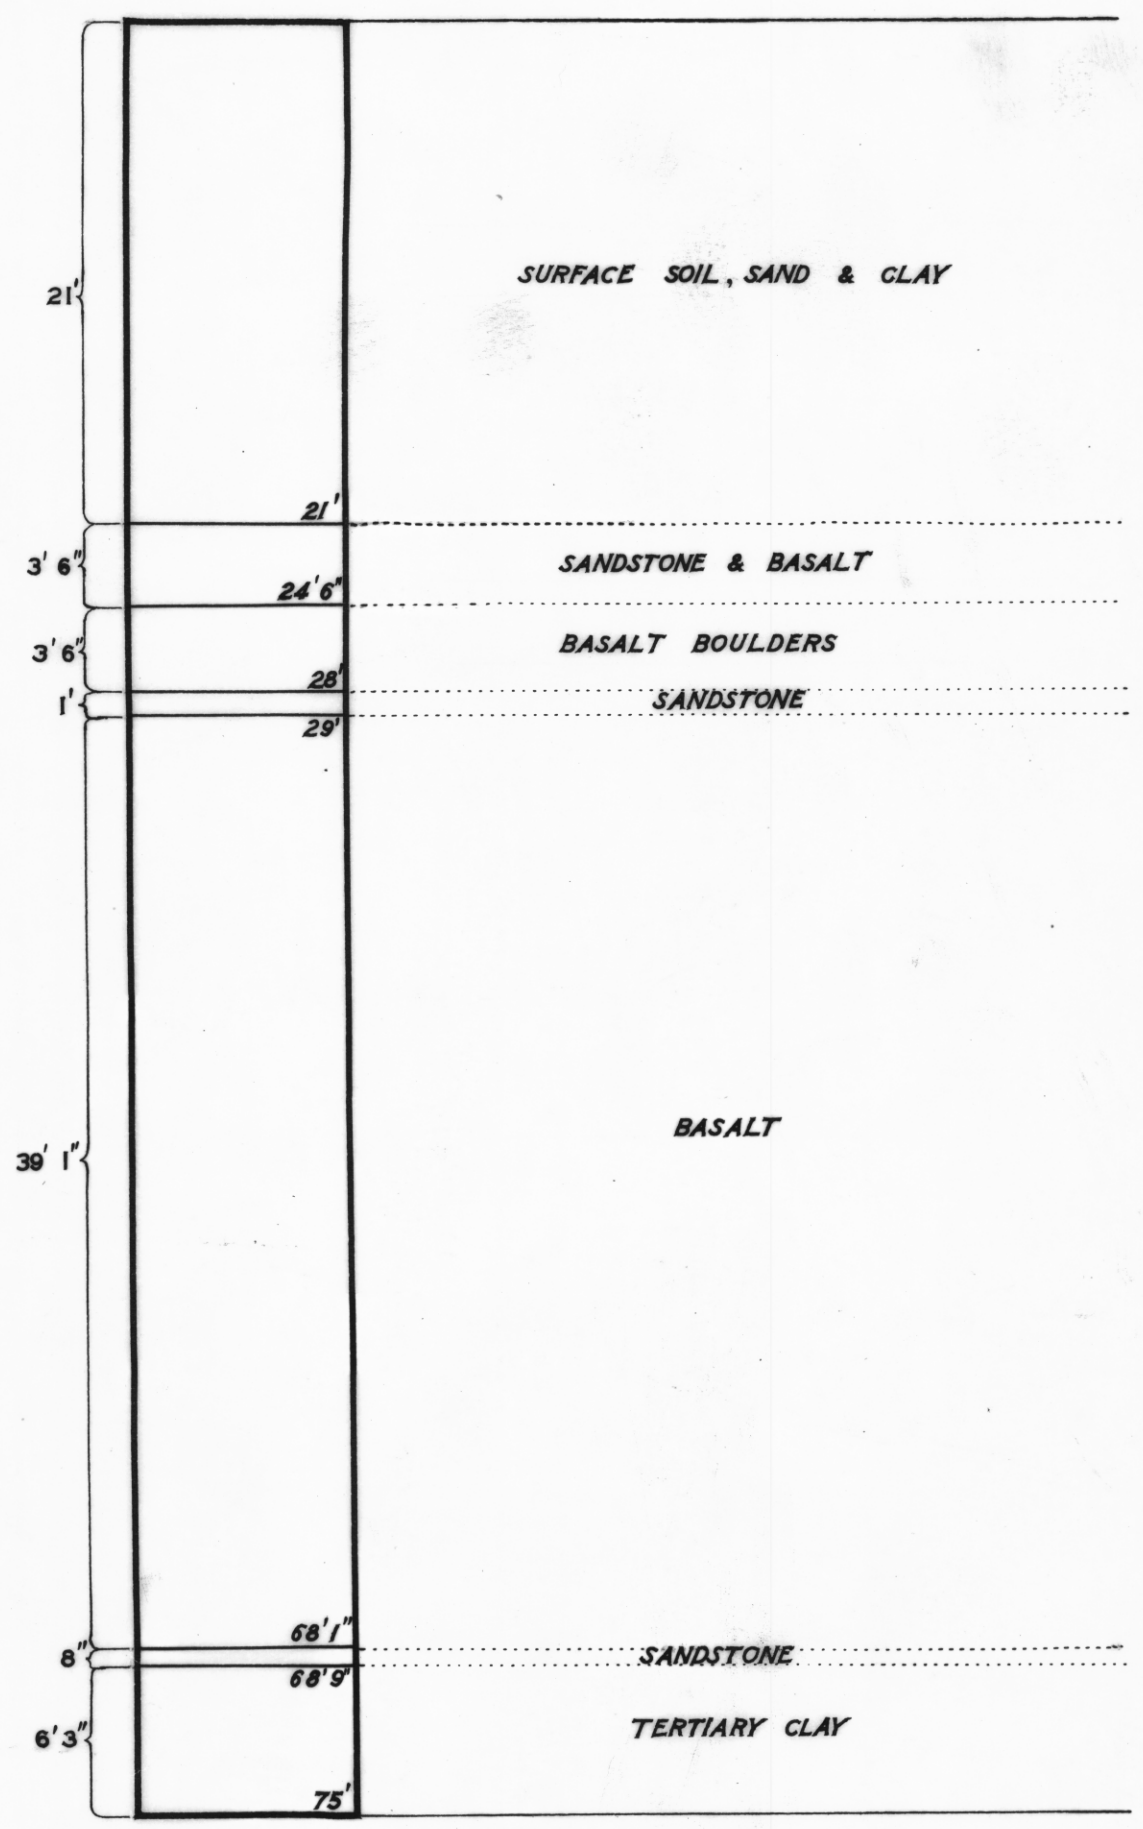 21' SURFACE SOIL, SAND & CLAY
21'
3' 6" SANDSTONE & BASALT
24'6"
3'6" BASALT BOULDERS
28'
1' SANDSTONE
29'
39' 1" BASALT
68'1"
8" SANDSTONE
68'9"
6'3" TERTIARY CLAY
75'